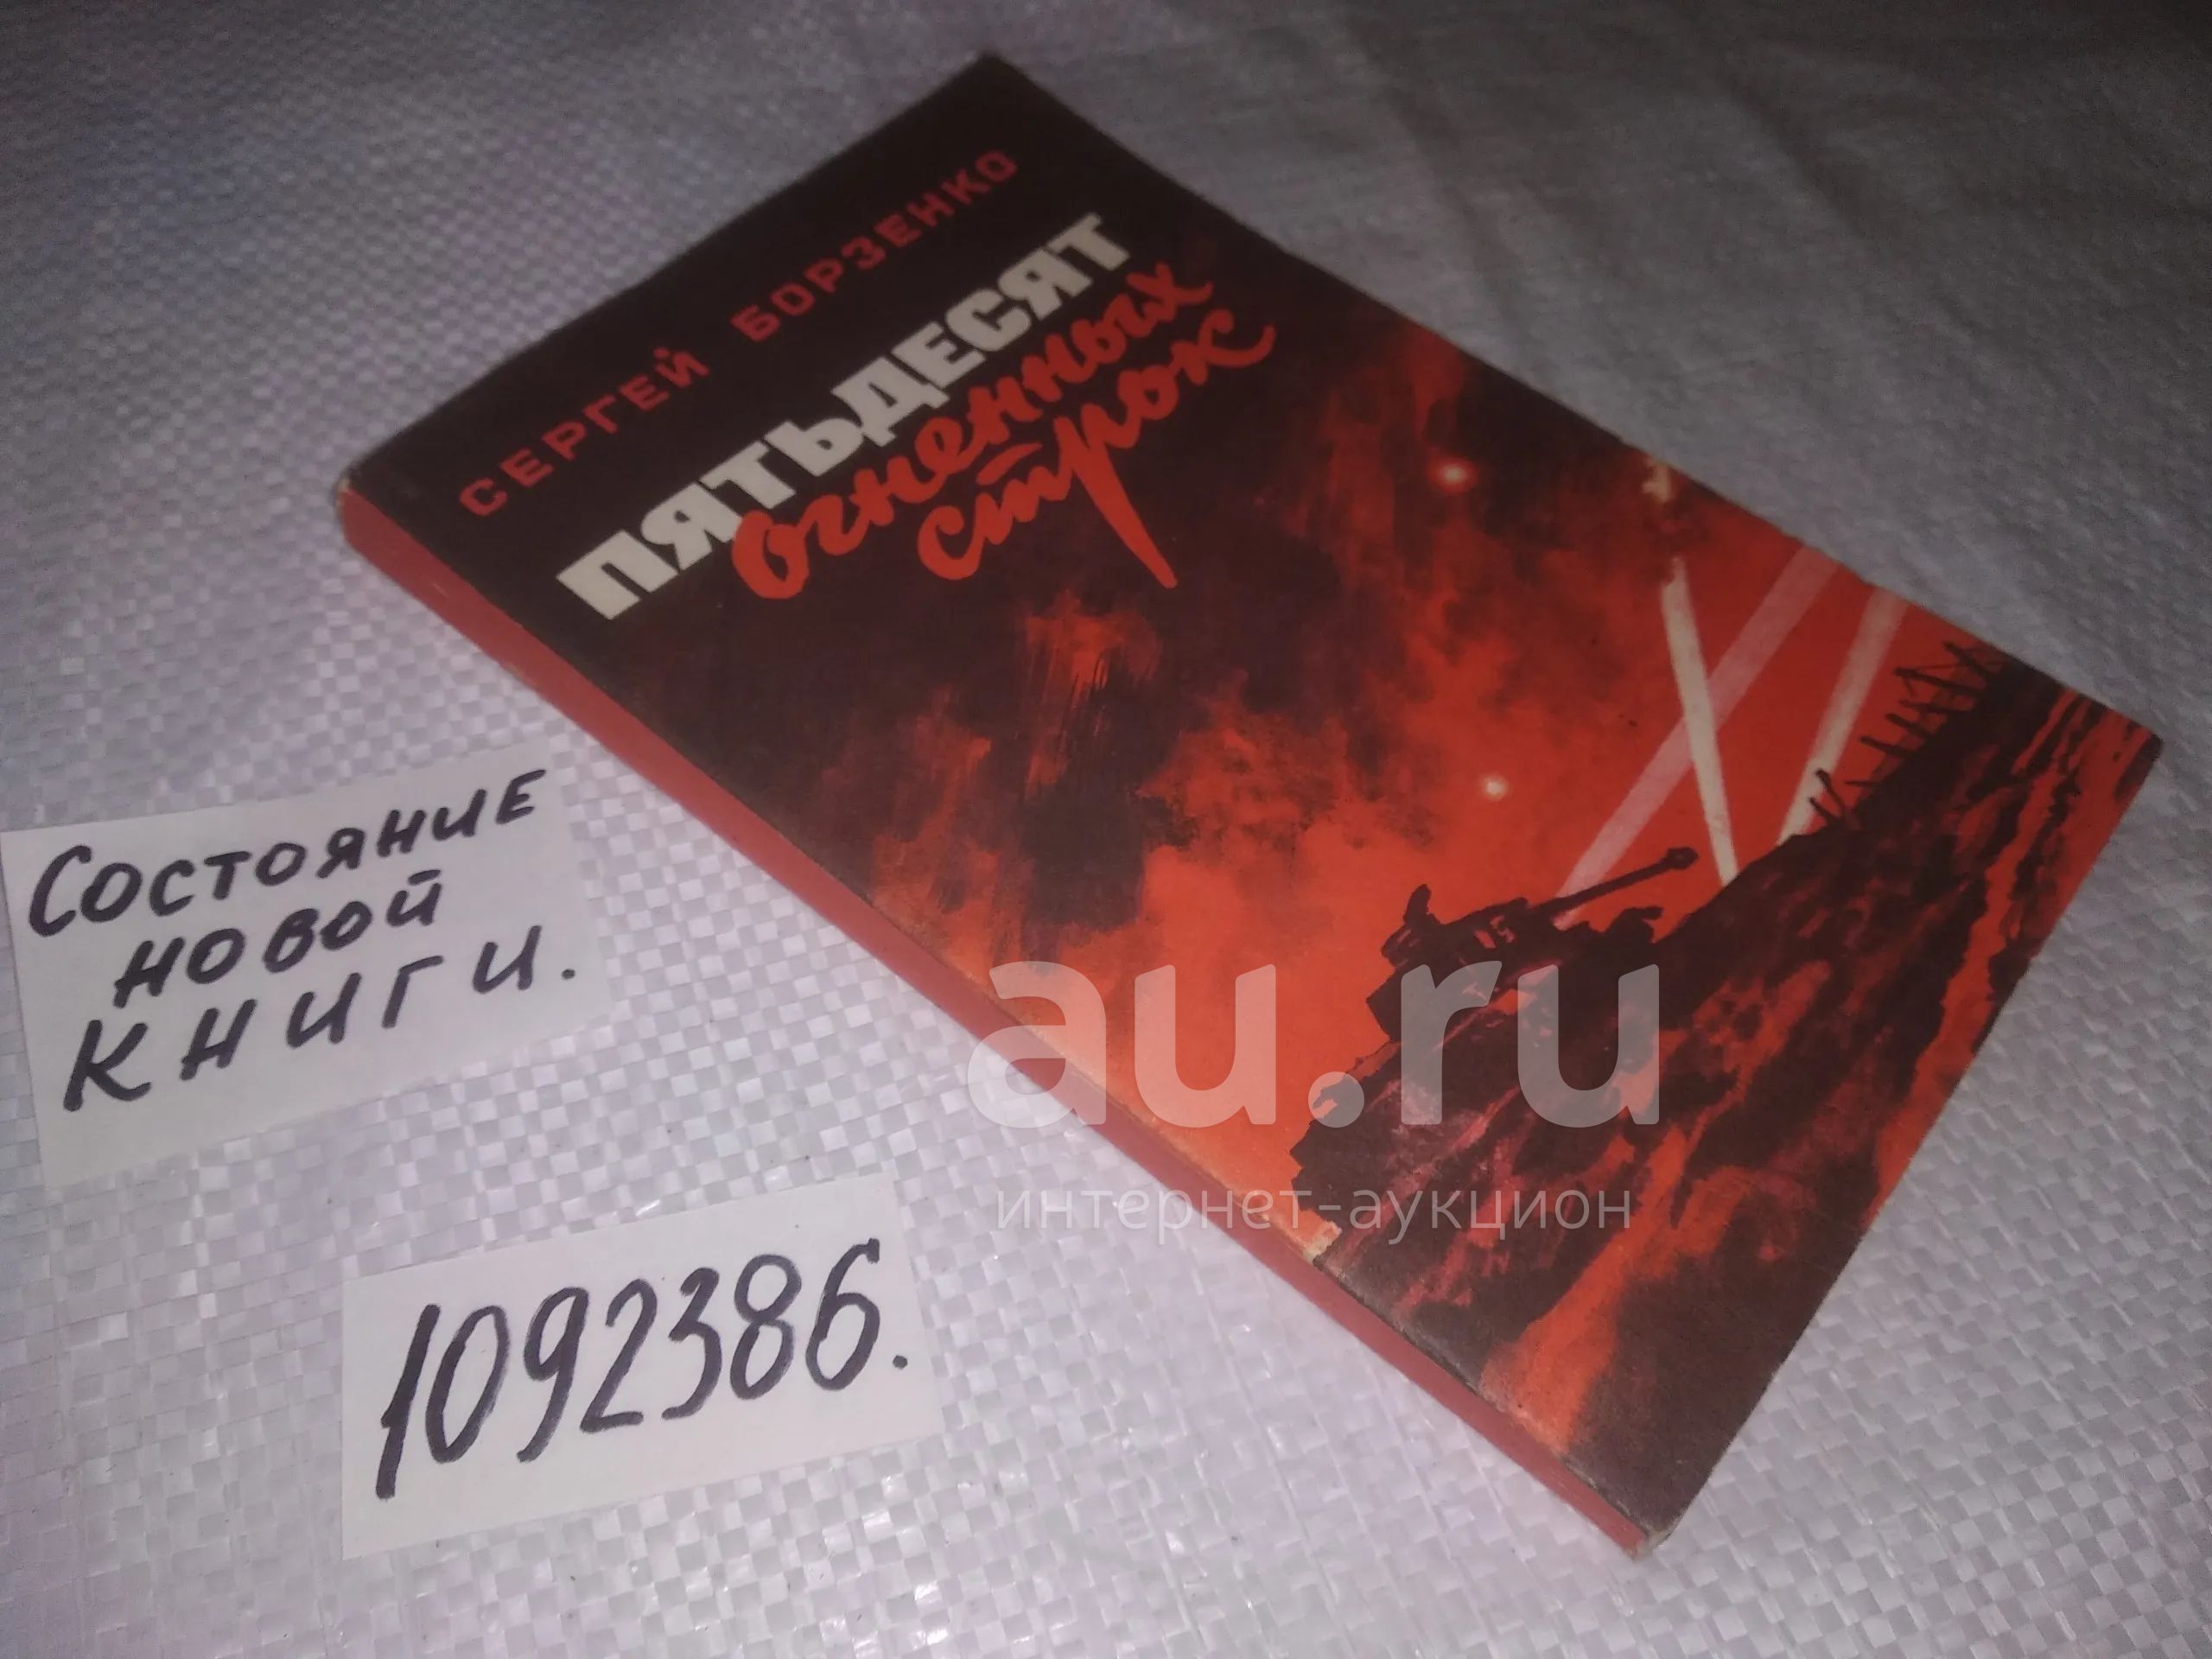 СЕРГЕЙ БОРЗЕНКО
ПЯТЬДЕСЯТ
огненных
строк
Состояние
новой
книги.
1092386.
au.ru
интернет-аукцион